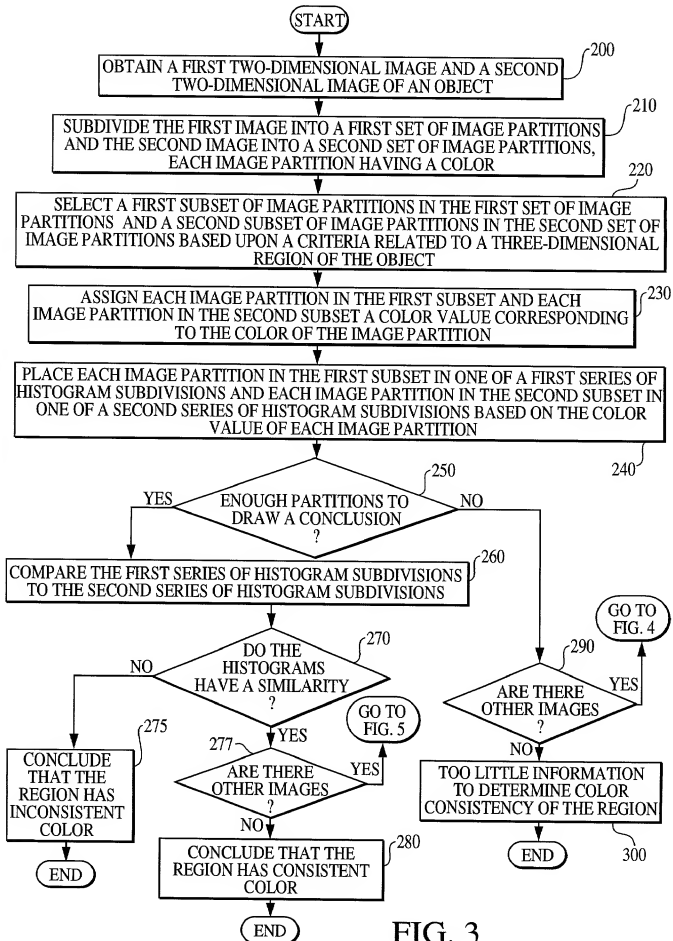 START
200
OBTAIN A FIRST TWO-DIMENSIONAL IMAGE AND A SECOND
TWO-DIMENSIONAL IMAGE OF AN OBJECT
210
SUBDIVIDE THE FIRST IMAGE INTO A FIRST SET OF IMAGE PARTITIONS
AND THE SECOND IMAGE INTO A SECOND SET OF IMAGE PARTITIONS,
EACH IMAGE PARTITION HAVING A COLOR
220
SELECT A FIRST SUBSET OF IMAGE PARTITIONS IN THE FIRST SET OF IMAGE
PARTITIONS AND A SECOND SUBSET OF IMAGE PARTITIONS IN THE SECOND SET OF
IMAGE PARTITIONS BASED UPON A CRITERIA RELATED TO A THREE-DIMENSIONAL
REGION OF THE OBJECT
230
ASSIGN EACH IMAGE PARTITION IN THE FIRST SUBSET AND EACH
IMAGE PARTITION IN THE SECOND SUBSET A COLOR VALUE CORRESPONDING
TO THE COLOR OF THE IMAGE PARTITION
PLACE EACH IMAGE PARTITION IN THE FIRST SUBSET IN ONE OF A FIRST SERIES OF
HISTOGRAM SUBDIVISIONS AND EACH IMAGE PARTITION IN THE SECOND SUBSET IN
ONE OF A SECOND SERIES OF HISTOGRAM SUBDIVISIONS BASED ON THE COLOR
VALUE OF EACH IMAGE PARTITION
240
250
YES
NO
ENOUGH PARTITIONS TO
DRAW A CONCLUSION
?
260
COMPARE THE FIRST SERIES OF HISTOGRAM SUBDIVISIONS
TO THE SECOND SERIES OF HISTOGRAM SUBDIVISIONS
GO TO
FIG. 4
270
DO THE
HISTOGRAMS
HAVE A SIMILARITY
?
NO
YES
290
ARE THERE
OTHER IMAGES
?
YES
NO
GO TO
FIG. 5
275
CONCLUDE
THAT THE
REGION HAS
INCONSISTENT
COLOR
END
277
ARE THERE
OTHER IMAGES
?
YES
NO
TOO LITTLE INFORMATION
TO DETERMINE COLOR
CONSISTENCY OF THE REGION
300
END
280
CONCLUDE THAT THE
REGION HAS CONSISTENT
COLOR
END
FIG. 3